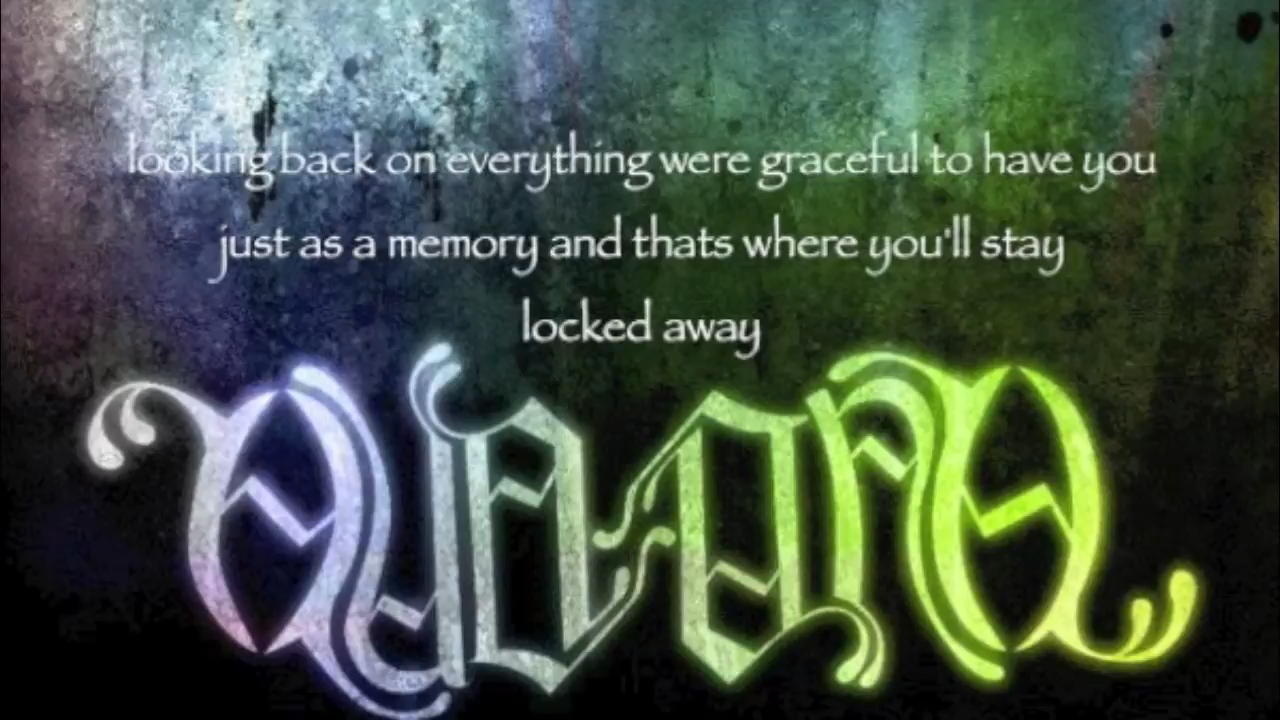 looking back on everything were graceful to have you
just as a memory and thats where you'll stay
locked away